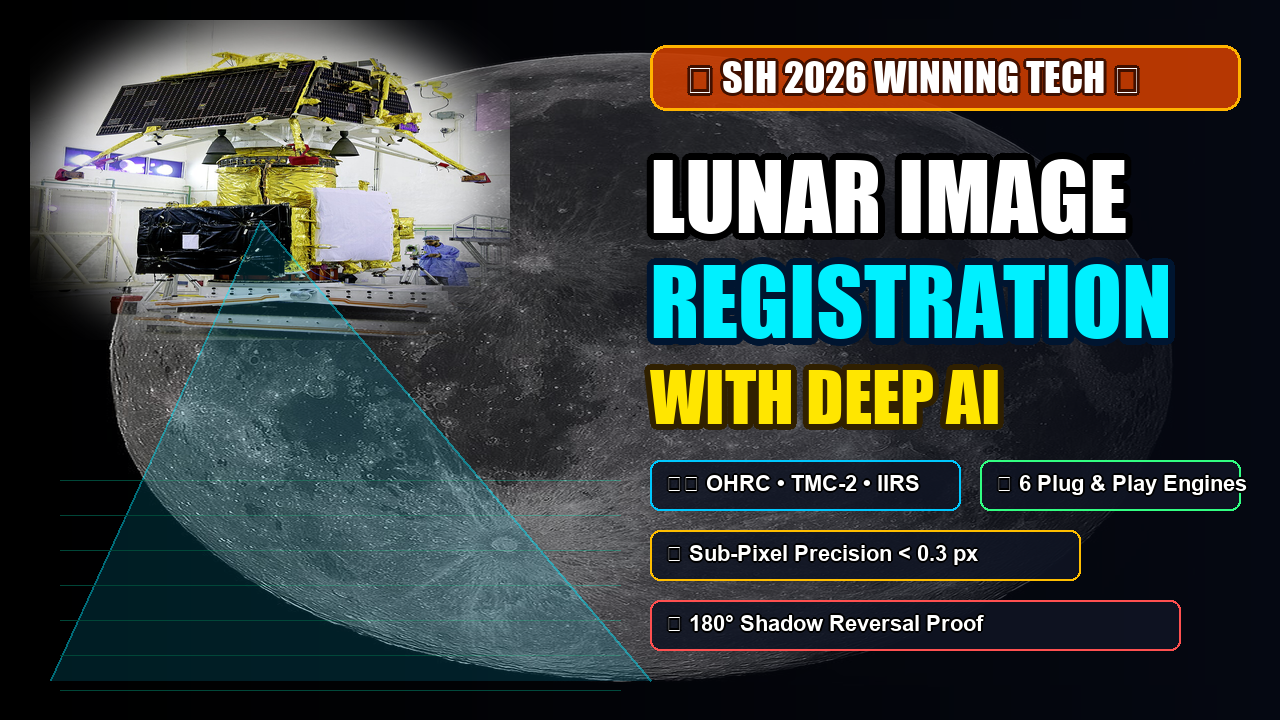 SIH 2026 WINNING TECH
LUNAR IMAGE
REGISTRATION
WITH DEEP AI
OHRC • TMC-2 • IIRS
6 Plug & Play Engines
Sub-Pixel Precision < 0.3 px
180° Shadow Reversal Proof